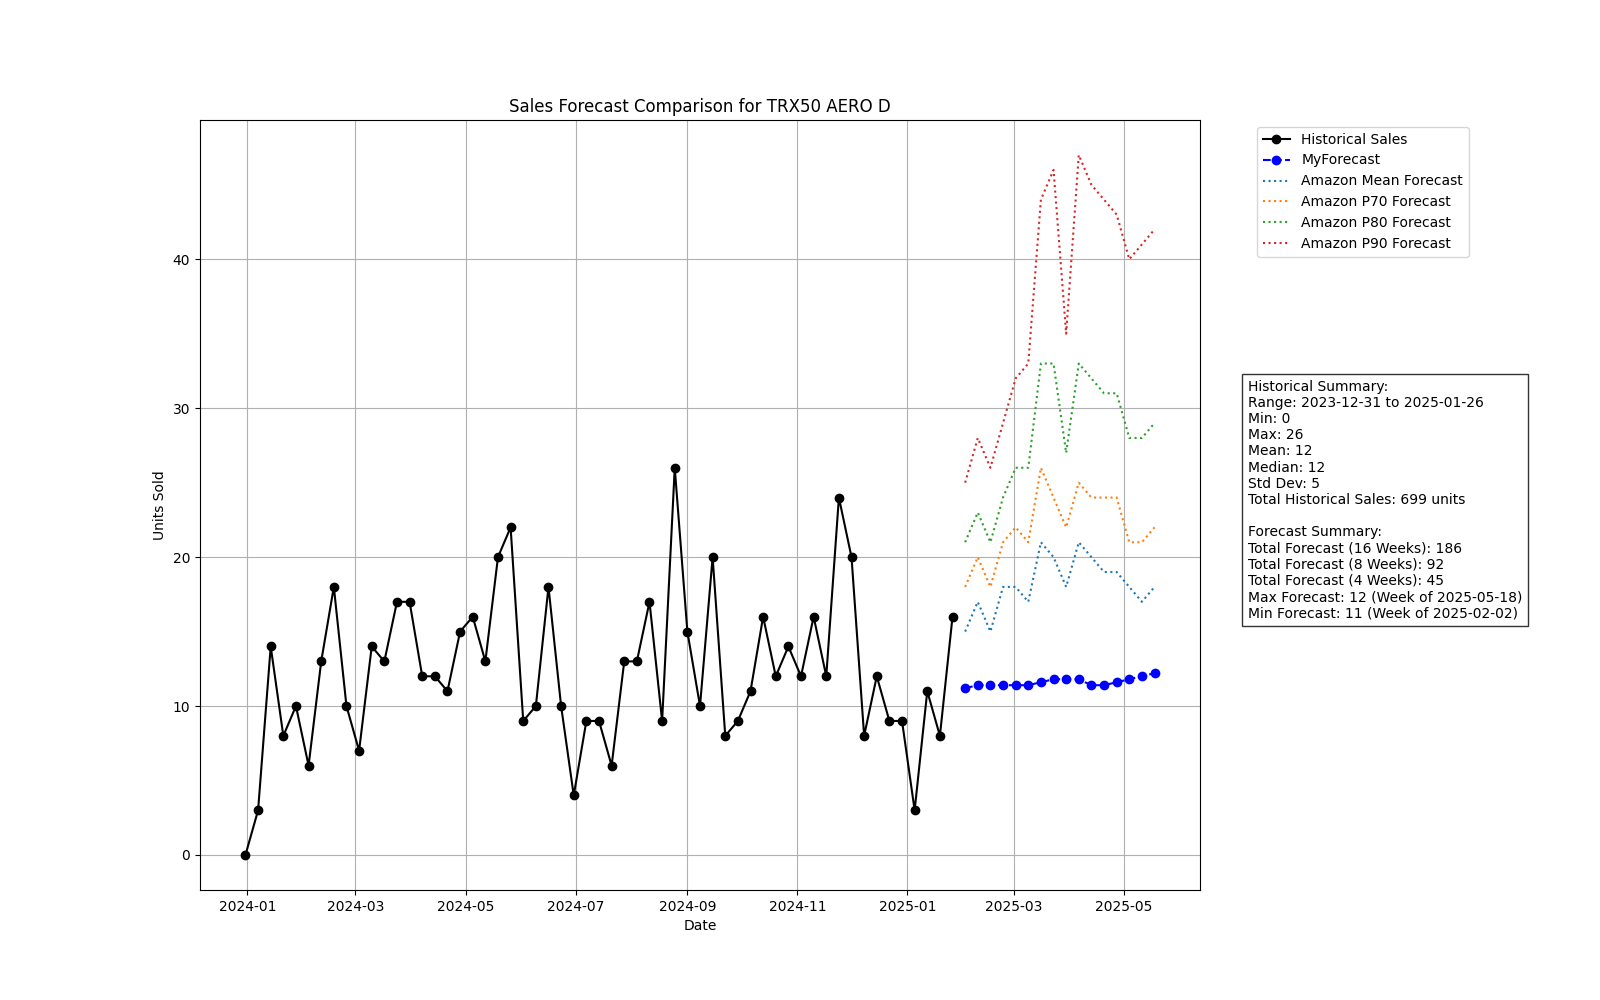 Sales Forecast Comparison for TRX50 AERO D
Units Sold
40
30
20
10
0
2024-01
2024-03
2024-05
2024-07
2024-09
2024-11
2025-01
2025-03
2025-05
Date
Historical Sales
MyForecast
Amazon Mean Forecast
Amazon P70 Forecast
Amazon P80 Forecast
Amazon P90 Forecast
Historical Summary:
Range: 2023-12-31 to 2025-01-26
Min: 0
Max: 26
Mean: 12
Median: 12
Std Dev: 5
Total Historical Sales: 699 units
Forecast Summary:
Total Forecast (16 Weeks): 186
Total Forecast (8 Weeks): 92
Total Forecast (4 Weeks): 45
Max Forecast: 12 (Week of 2025-05-18)
Min Forecast: 11 (Week of 2025-02-02)